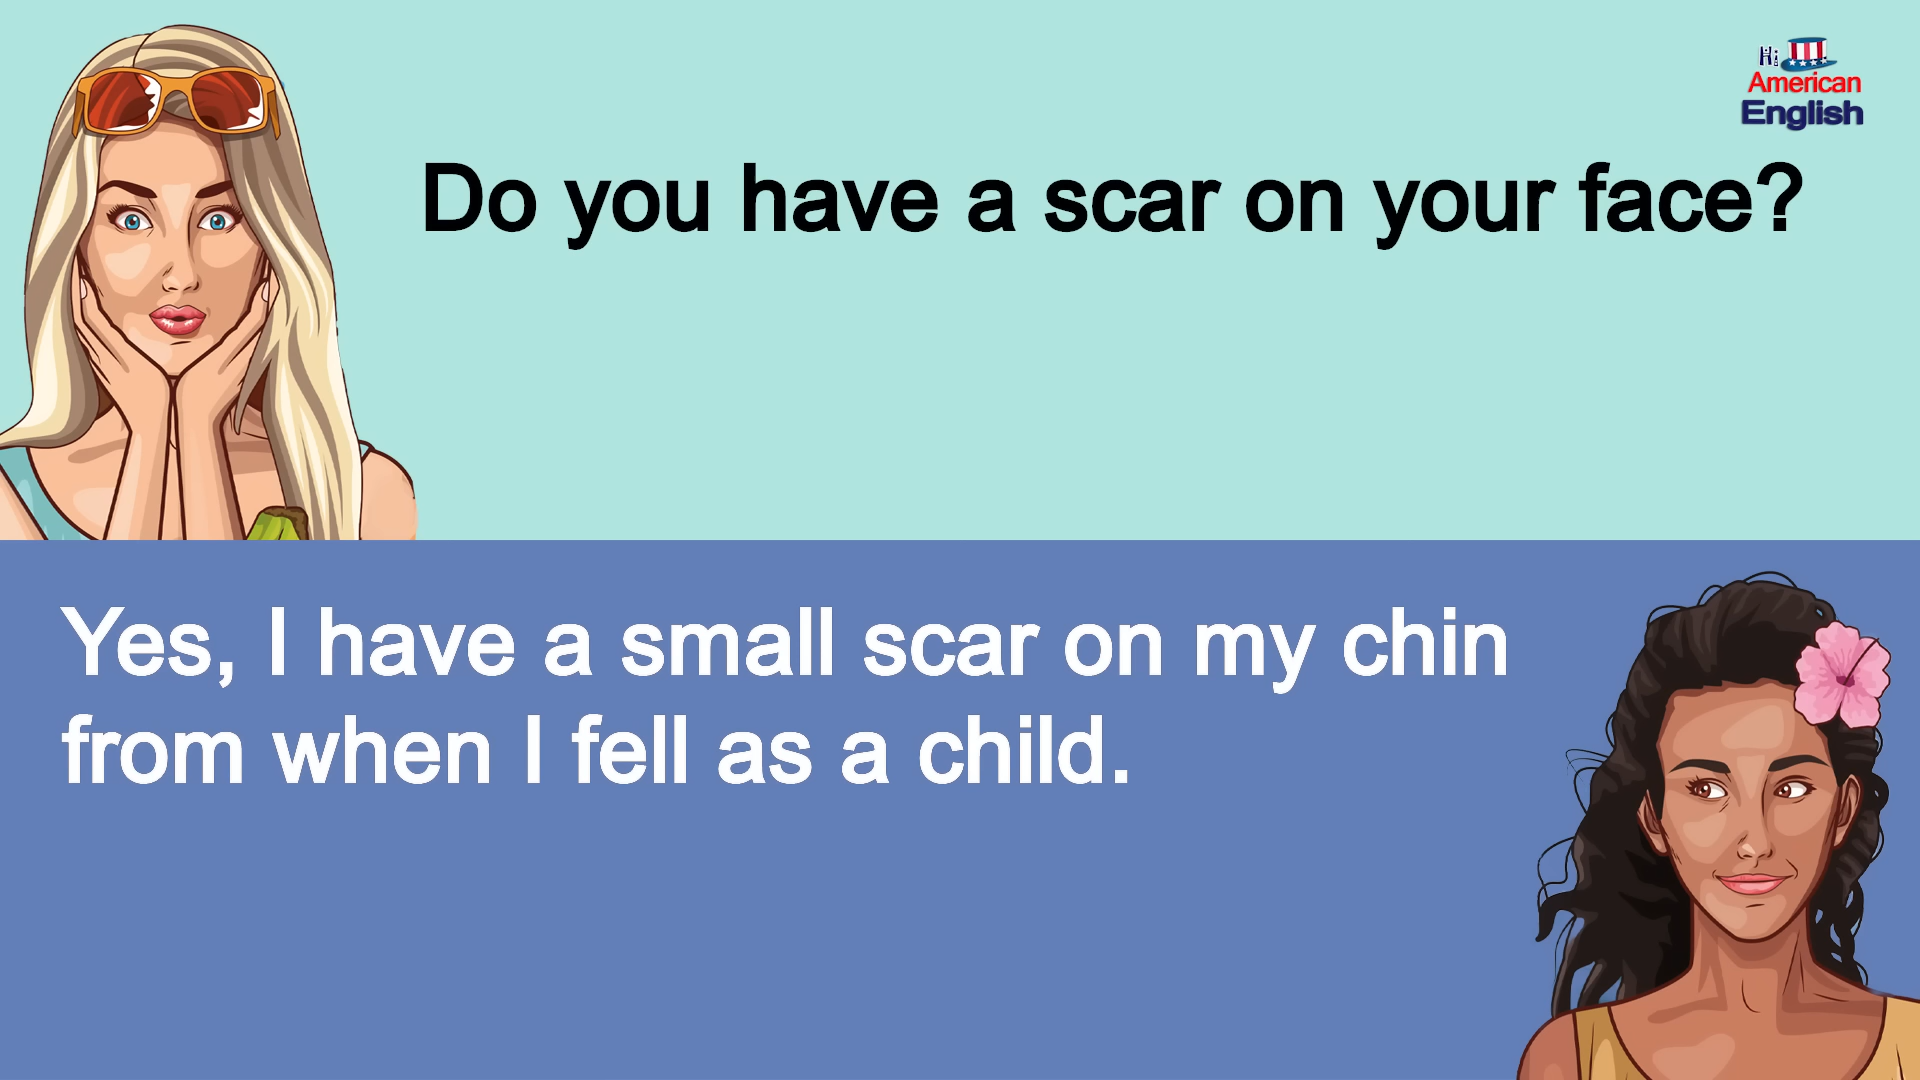 Hi
American
English
Do you have a scar on your face?
Yes, I have a small scar on my chin
from when I fell as a child.